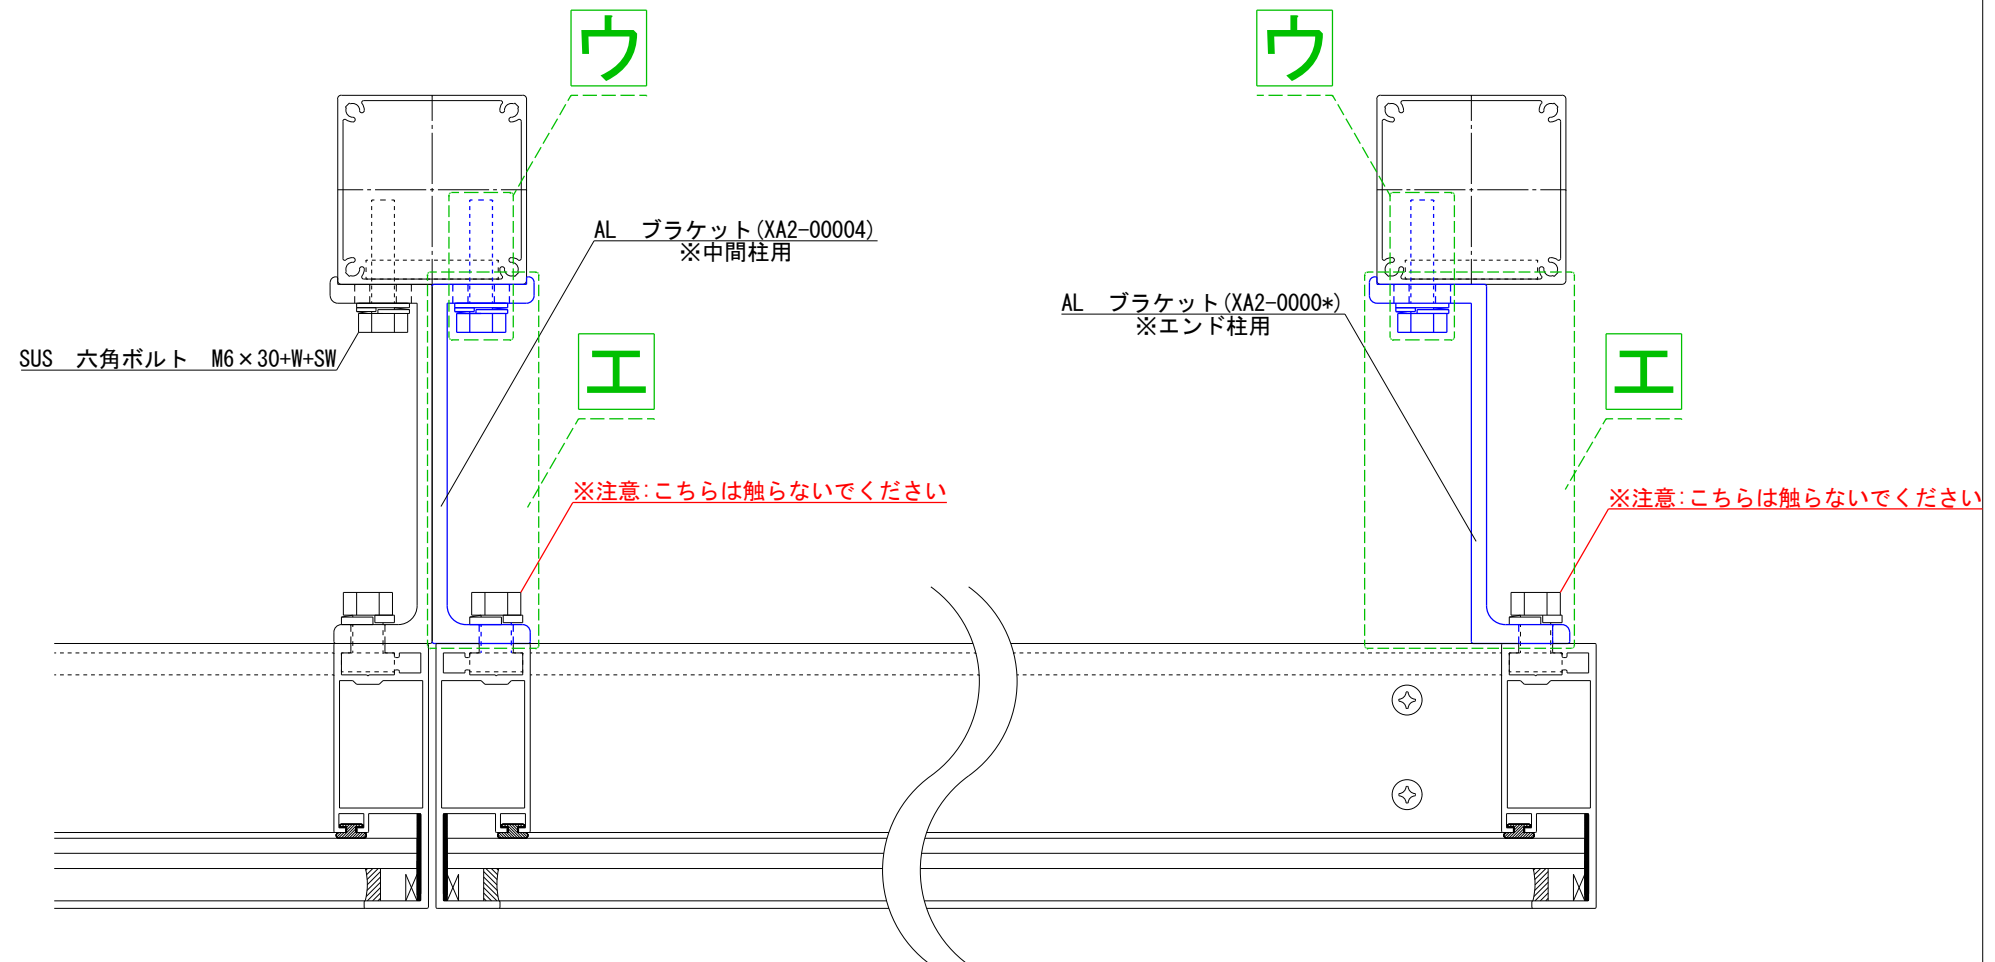 ウ
ウ
AL　ブラケット(XA2-00004)
※中間柱用
AL　ブラケット(XA2-0000*)
※エンド柱用
SUS　六角ボルト　M6×30+W+SW
エ
エ
※注意:こちらは触らないでください
※注意:こちらは触らないでください